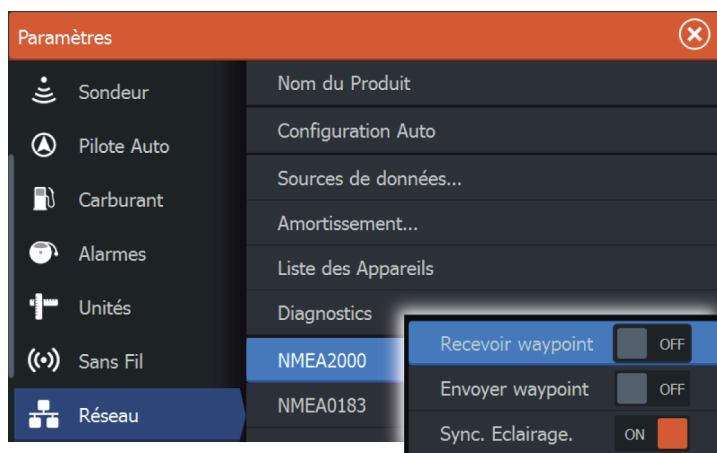 Paramètres
Sondeur
Pilote Auto
Carburant
Alarmes
Unités
Sans Fil
Réseau
Nom du Produit
Configuration Auto
Sources de données...
Amortissement...
Liste des Appareils
Diagnostics
NMEA2000
NMEA0183
Recevoir waypoint OFF
Envoyer waypoint OFF
Sync. Eclairage. ON